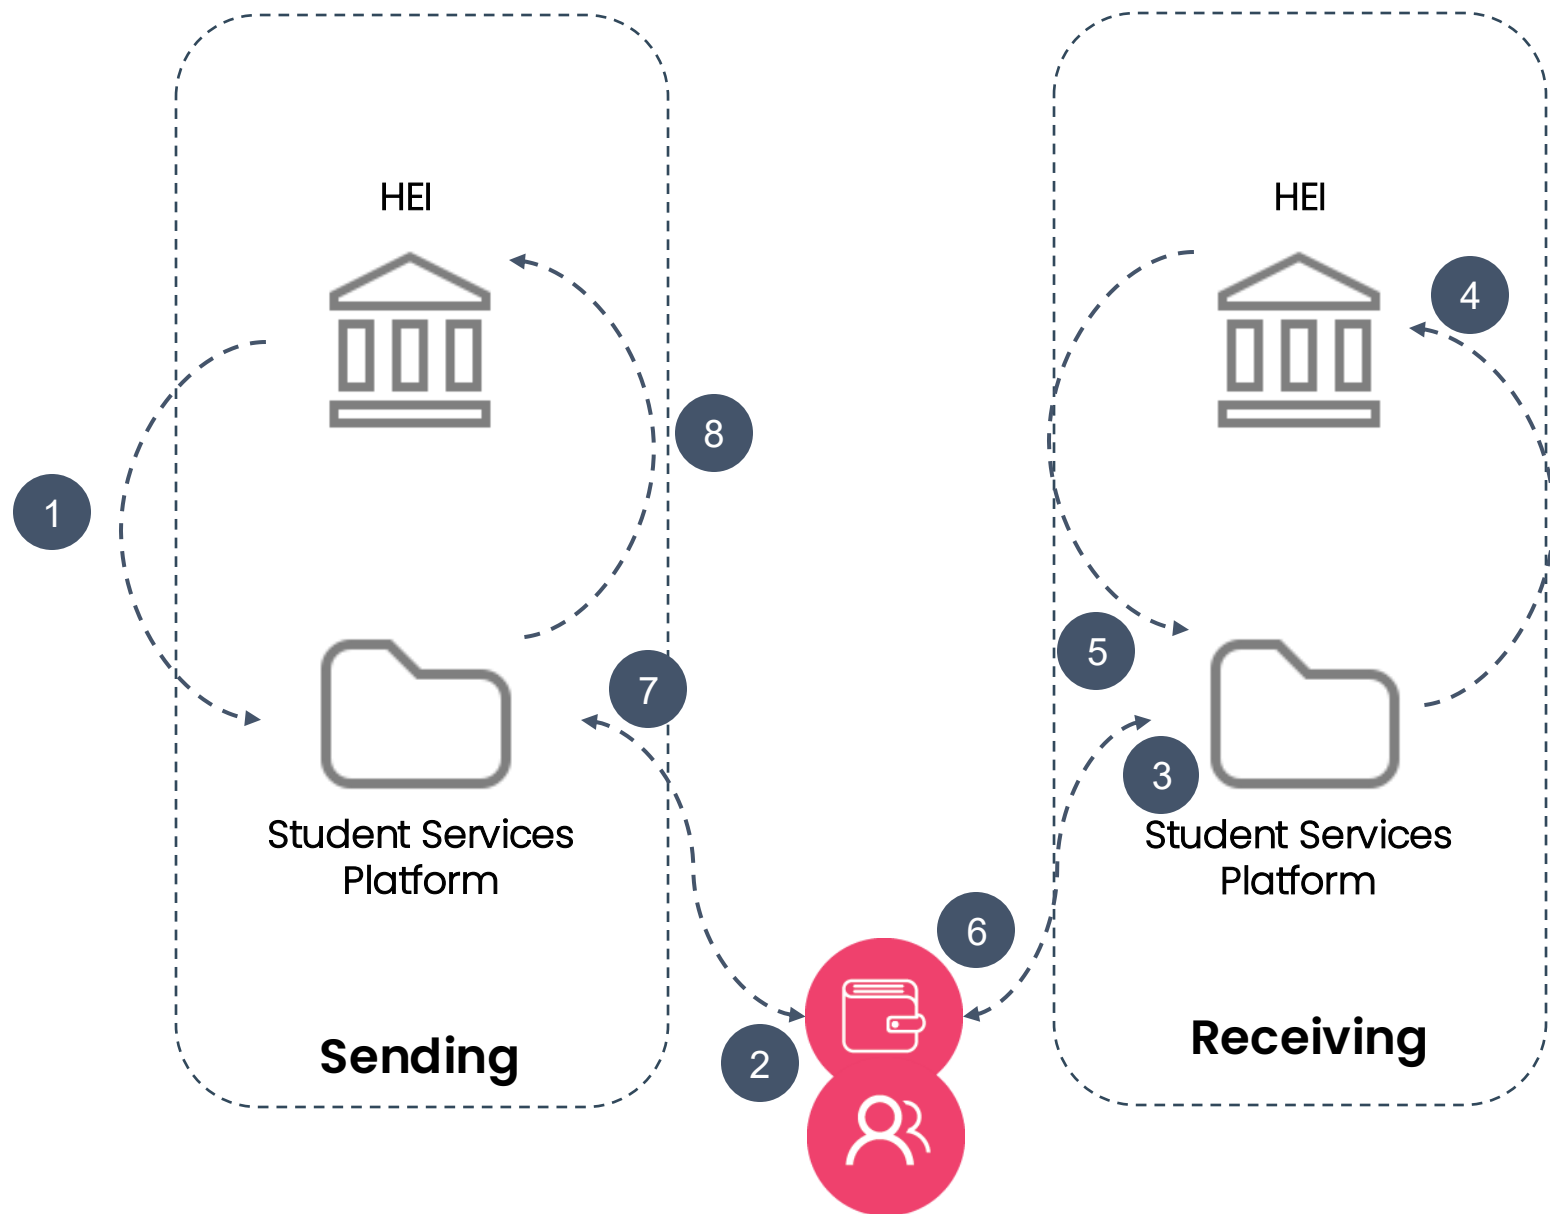 HEI
HEI
4
8
1
5
7
3
Student Services
Platform
Student Services
Platform
6
Sending
Receiving
2